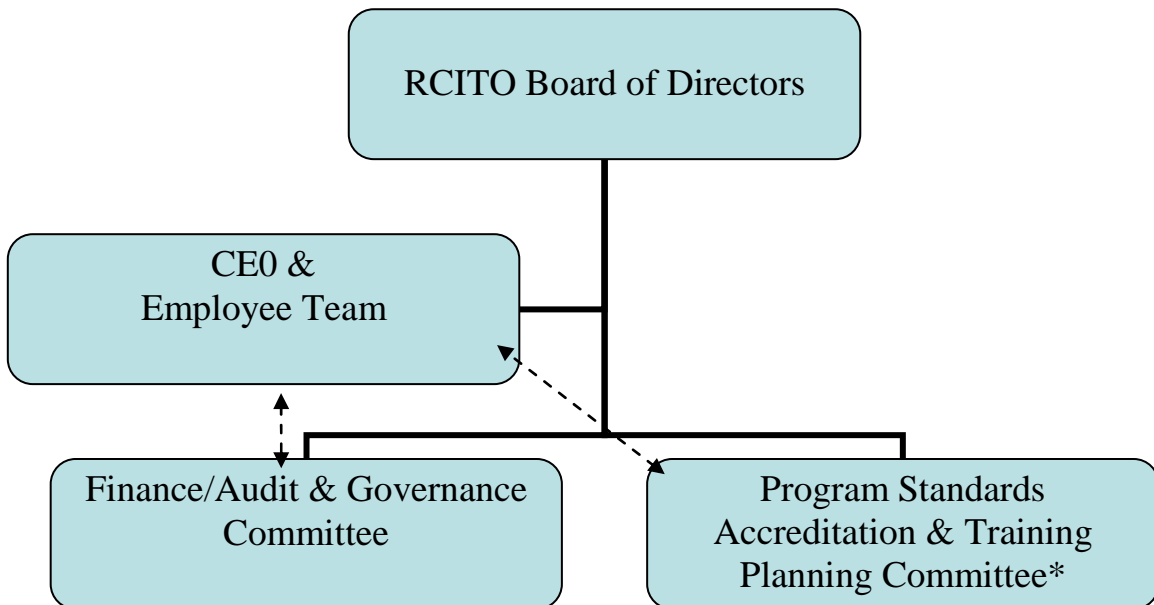 RCITO Board of Directors
CE0 &
Employee Team
Finance/Audit & Governance
Committee
Program Standards
Accreditation & Training
Planning Committee*